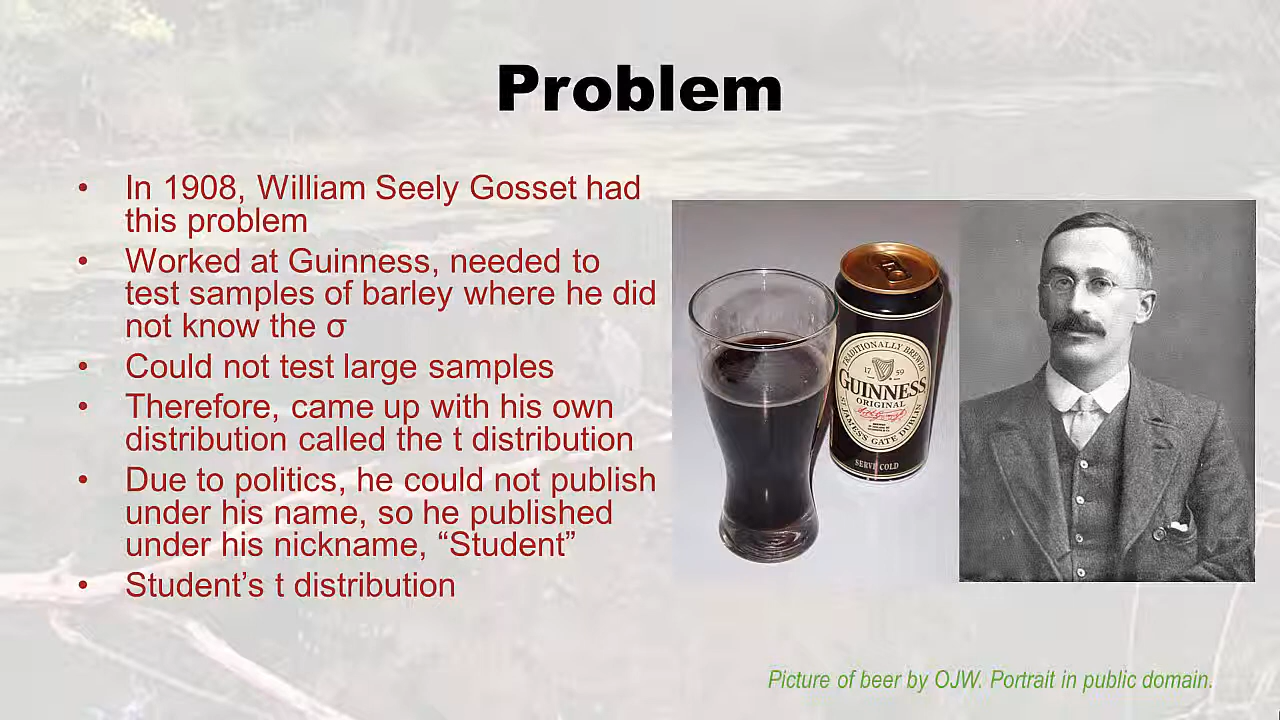 Problem
• In 1908, William Seely Gosset had
this problem
• Worked at Guinness, needed to
test samples of barley where he did
not know the σ
• Could not test large samples
• Therefore, came up with his own
distribution called the t distribution
• Due to politics, he could not publish
under his name, so he published
under his nickname, “Student”
• Student’s t distribution
TRADITIONALLY BREWED
17 59
GUINNESS
ORIGINAL
ST. JAMES'S GATE DUBLIN
SERVE COLD
Picture of beer by OJW. Portrait in public domain.